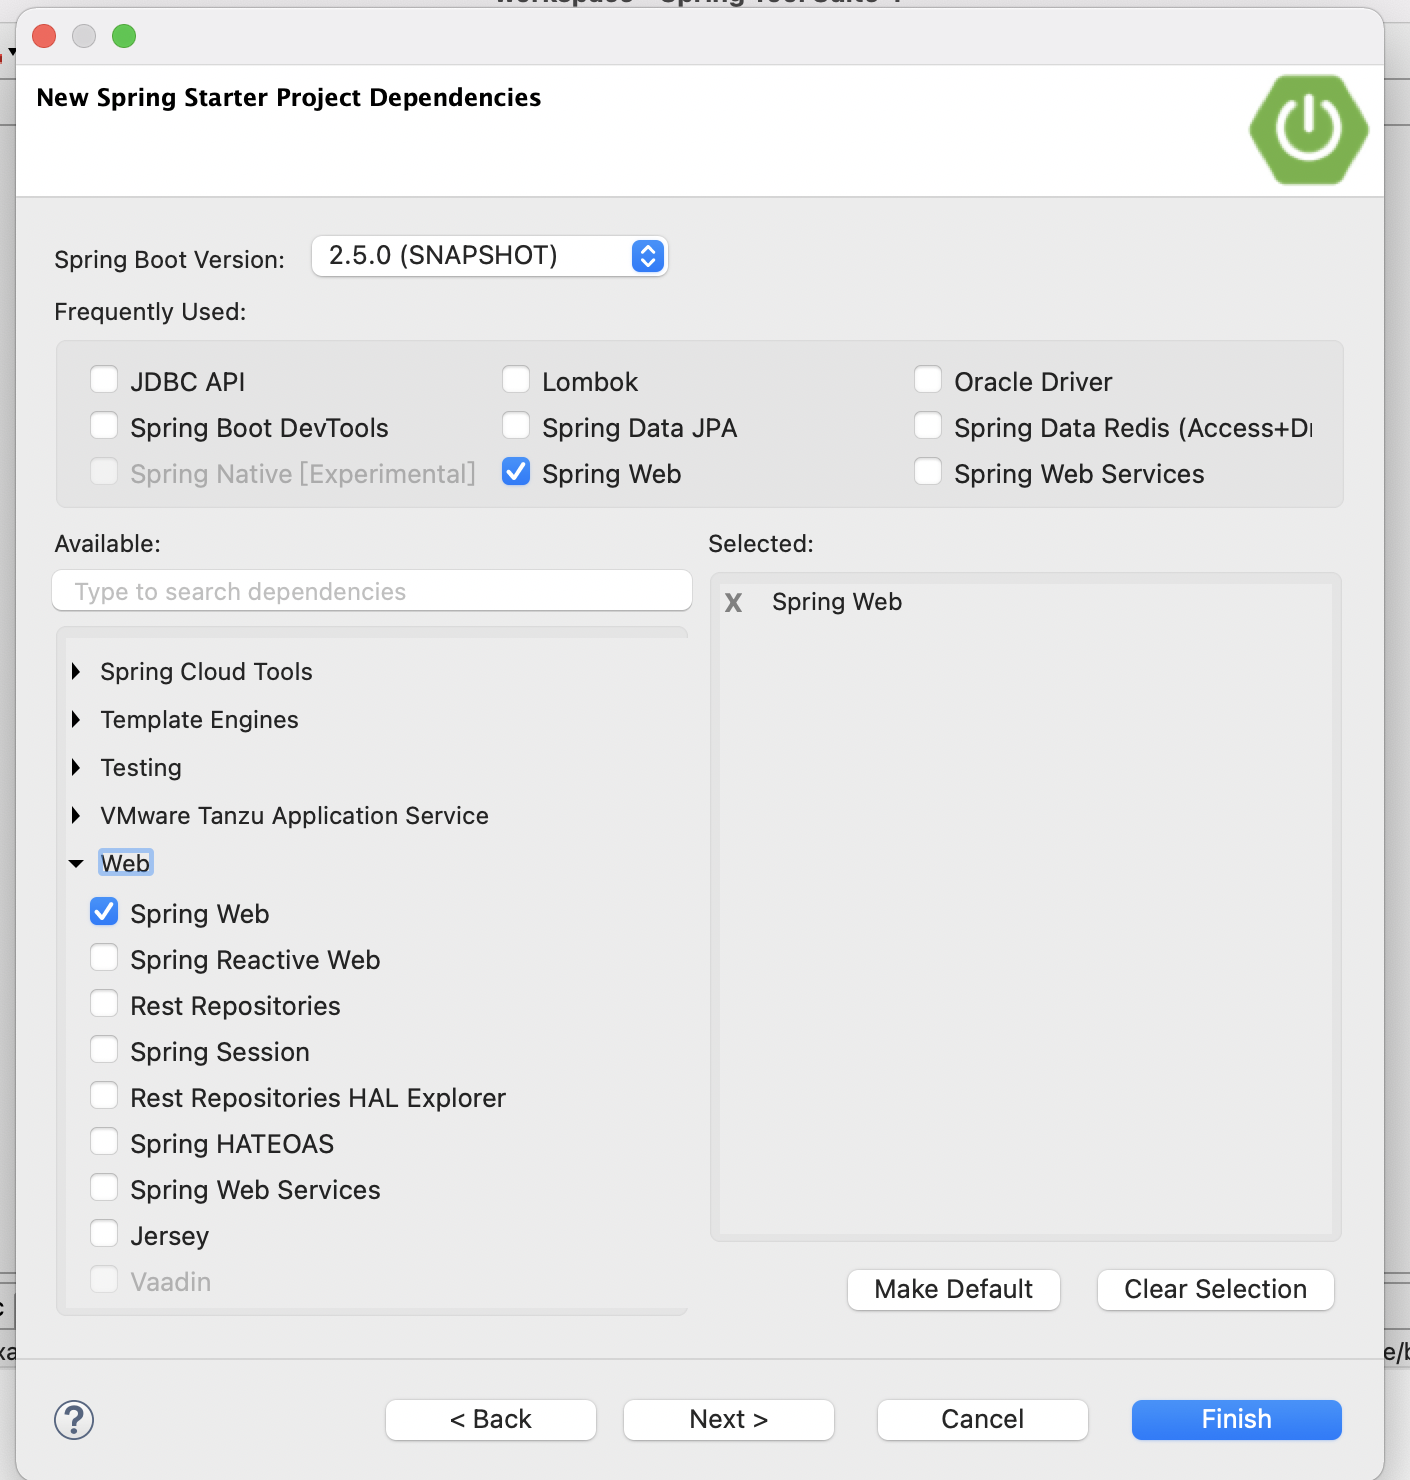 New Spring Starter Project Dependencies
Spring Boot Version: 2.5.0 (SNAPSHOT)
Frequently Used:
JDBC API Lombok Oracle Driver
Spring Boot DevTools Spring Data JPA Spring Data Redis (Access+Dr
Spring Native [Experimental] Spring Web Spring Web Services
Available: Selected:
Type to search dependencies
X Spring Web
Spring Cloud Tools
Template Engines
Testing
VMware Tanzu Application Service
Web
Spring Web
Spring Reactive Web
Rest Repositories
Spring Session
Rest Repositories HAL Explorer
Spring HATEOAS
Spring Web Services
Jersey
Vaadin
Make Default Clear Selection
? < Back Next > Cancel Finish